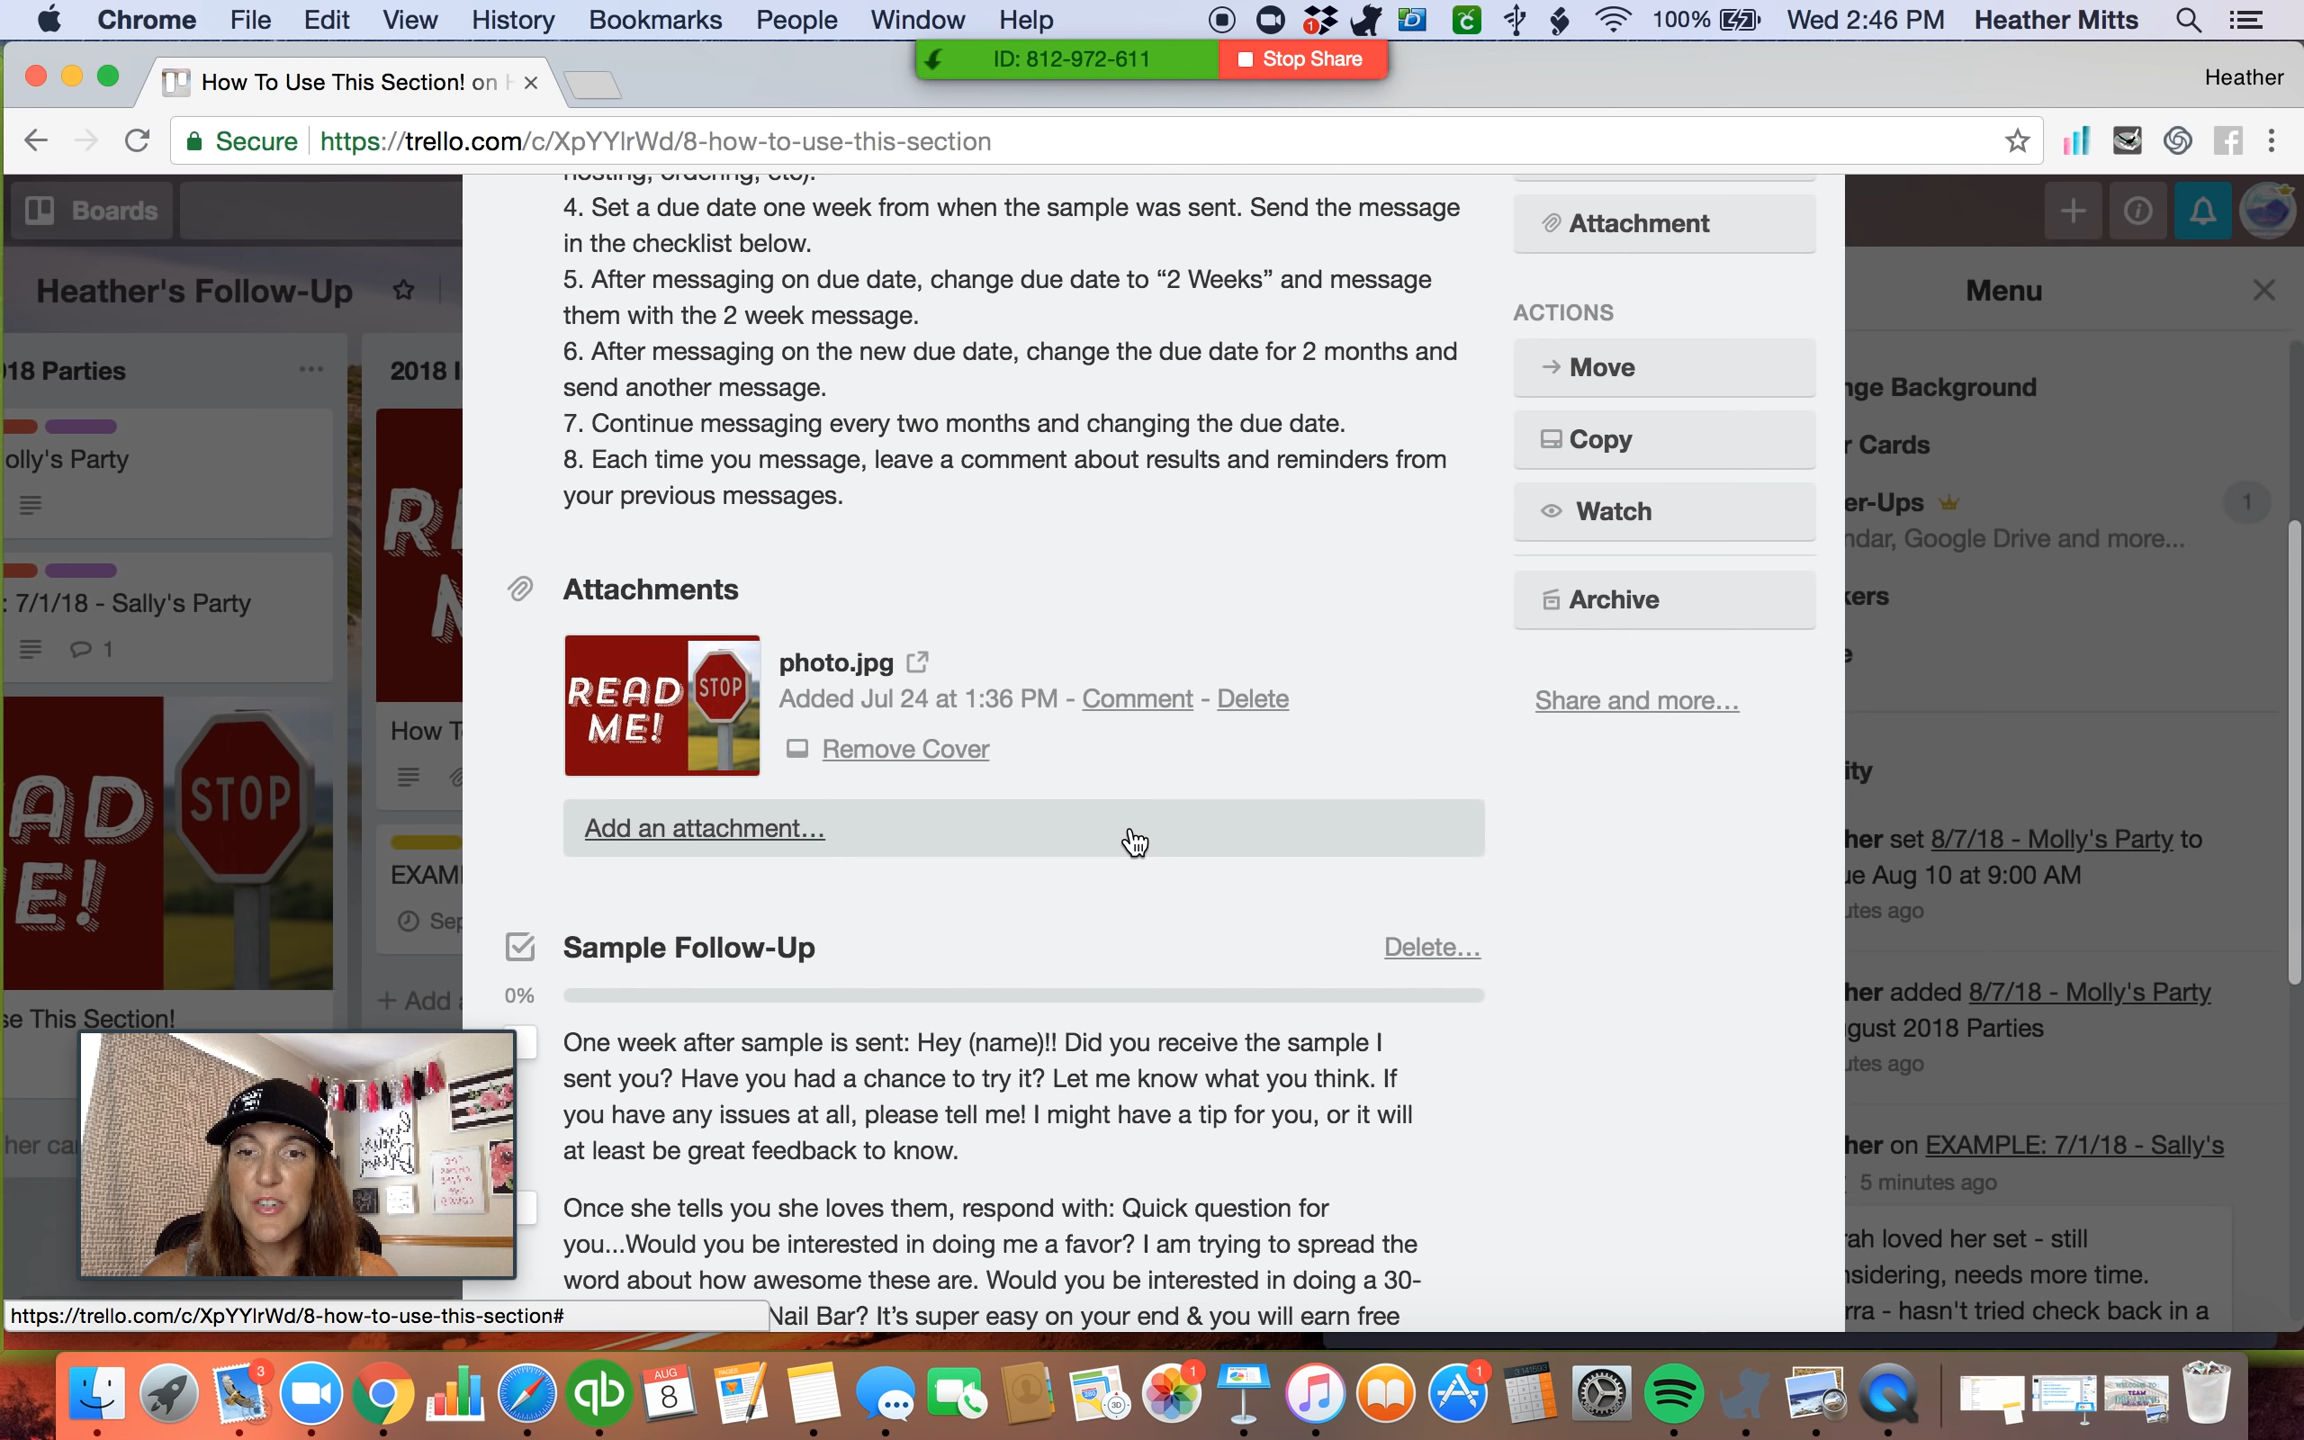 Chrome File Edit View History Bookmarks People Window Help 1 100% Wed 2:46 PM Heather Mitts
ID: 812-972-611 Stop Share
How To Use This Section! on H
Heather
Secure https://trello.com/c/XpYYlrWd/8-how-to-use-this-section
hosting, ordering, etc).
Boards
4. Set a due date one week from when the sample was sent. Send the message
in the checklist below.
5. After messaging on due date, change due date to “2 Weeks” and message
them with the 2 week message.
6. After messaging on the new due date, change the due date for 2 months and
send another message.
7. Continue messaging every two months and changing the due date.
8. Each time you message, leave a comment about results and reminders from
your previous messages.
Attachments
READ
ME!
STOP
photo.jpg
Added Jul 24 at 1:36 PM - Comment - Delete
Remove Cover
Add an attachment…
Sample Follow-Up
Delete…
0%
One week after sample is sent: Hey (name)!! Did you receive the sample I
sent you? Have you had a chance to try it? Let me know what you think. If
you have any issues at all, please tell me! I might have a tip for you, or it will
at least be great feedback to know.
Once she tells you she loves them, respond with: Quick question for
you...Would you be interested in doing me a favor? I am trying to spread the
word about how awesome these are. Would you be interested in doing a 30-
Nail Bar? It’s super easy on your end & you will earn free
Attachment
ACTIONS
Move
Copy
Watch
Archive
Share and more…
Heather's Follow-Up
18 Parties
olly's Party
: 7/1/18 - Sally's Party
1
AD
E!
STOP
se This Section!
her car
2018 I
RE
M
How T
EXAM
Sep
+ Add a
Menu
nge Background
r Cards
er-Ups
1
ndar, Google Drive and more…
kers
e
ity
her set 8/7/18 - Molly's Party to
ue Aug 10 at 9:00 AM
utes ago
her added 8/7/18 - Molly's Party
gust 2018 Parties
utes ago
her on EXAMPLE: 7/1/18 - Sally's
5 minutes ago
rah loved her set - still
nsidering, needs more time.
rra - hasn't tried check back in a
https://trello.com/c/XpYYlrWd/8-how-to-use-this-section#
3
qb
AUG
8
PAGES
1
1